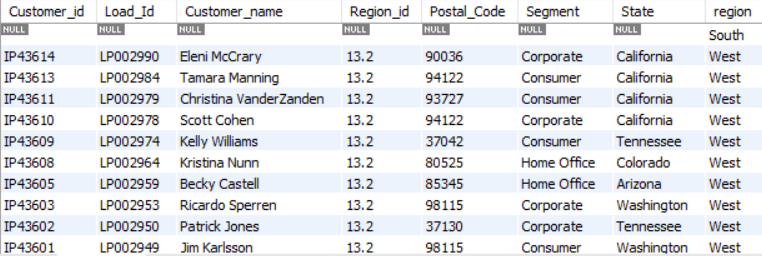 Customer_id Load_Id Customer_name Region_id Postal_Code Segment State region
NULL NULL NULL NULL NULL NULL NULL South
IP43614 LP002990 Eleni McCrary 13.2 90036 Corporate California West
IP43613 LP002984 Tamara Manning 13.2 94122 Consumer California West
IP43611 LP002979 Christina VanderZanden 13.2 93727 Consumer California West
IP43610 LP002978 Scott Cohen 13.2 94122 Corporate California West
IP43609 LP002974 Kelly Williams 13.2 37042 Consumer Tennessee West
IP43608 LP002964 Kristina Nunn 13.2 80525 Home Office Colorado West
IP43605 LP002959 Becky Castell 13.2 85345 Home Office Arizona West
IP43603 LP002953 Ricardo Sperren 13.2 98115 Corporate Washington West
IP43602 LP002950 Patrick Jones 13.2 37130 Corporate Tennessee West
IP43601 LP002949 Jim Karlsson 13.2 98115 Consumer Washington West